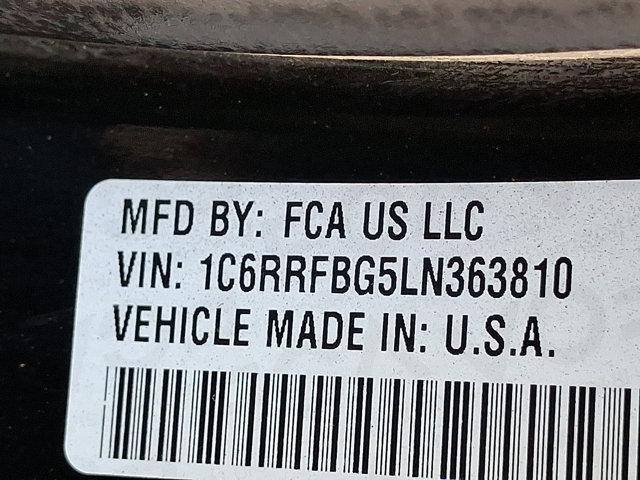 MFD BY: FCA US LLC
VIN: 1C6RRFBG5LN363810
VEHICLE MADE IN: U.S.A.